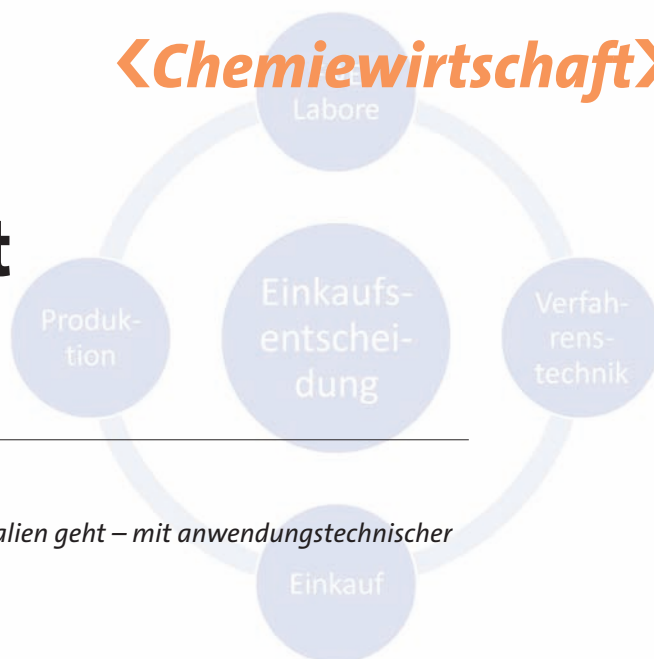 ‹Chemiewirtschaft›
Labore
t
Einkaufs-
entschei-
dung
Produk-
tion
Verfah-
rens-
technik
alien geht – mit anwendungstechnischer
Einkauf